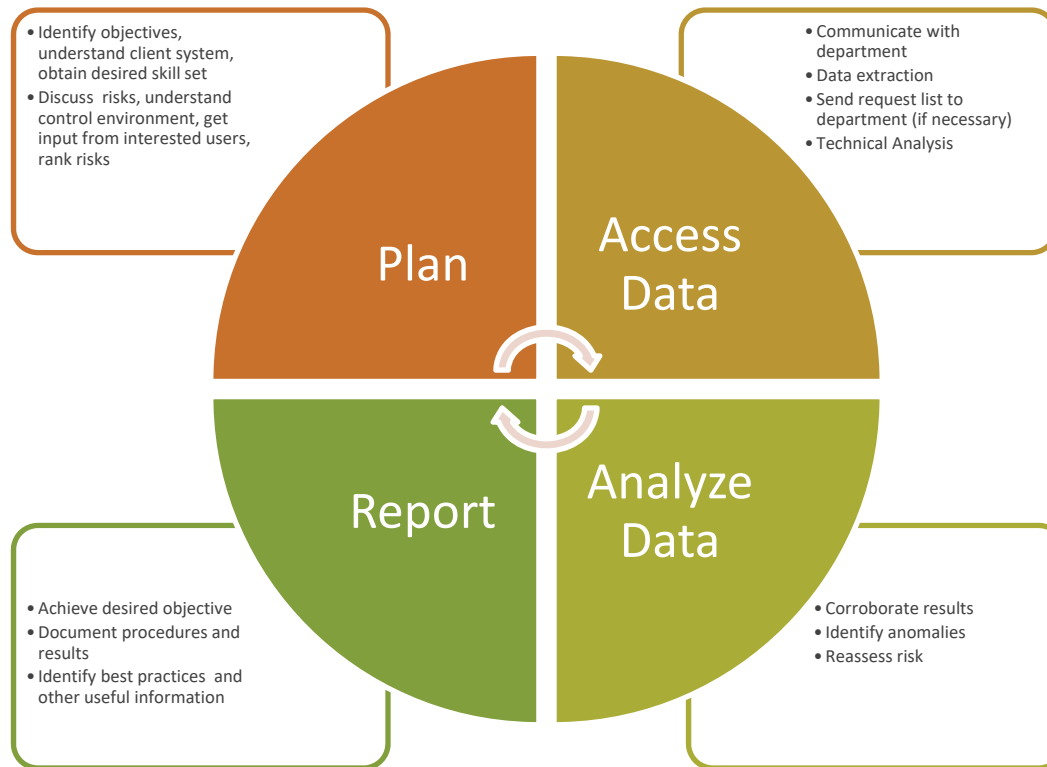 • Identify objectives,
understand client system,
obtain desired skill set
• Discuss risks, understand
control environment, get
input from interested users,
rank risks
• Communicate with
department
• Data extraction
• Send request list to
department (if necessary)
• Technical Analysis
Plan
Access
Data
Report
Analyze
Data
• Achieve desired objective
• Document procedures and
results
• Identify best practices and
other useful information
• Corroborate results
• Identify anomalies
• Reassess risk